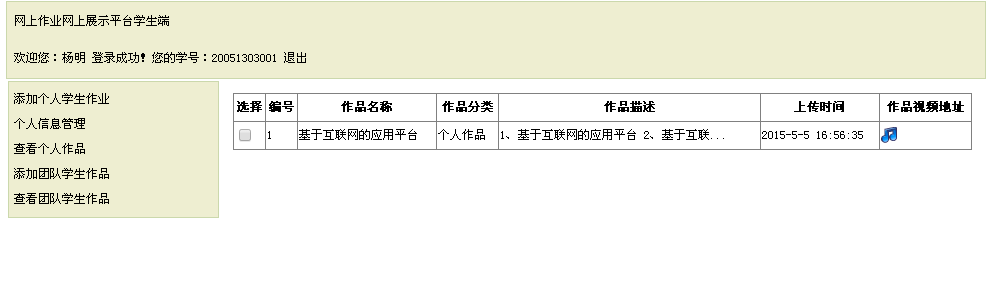 网上作业网上展示平台学生端
欢迎您：杨明 登录成功! 您的学号：20051303001 退出
添加个人学生作业
个人信息管理
查看个人作品
添加团队学生作品
查看团队学生作品
选择 编号 作品名称 作品分类 作品描述 上传时间 作品视频地址
1 基于互联网的应用平台 个人作品 1、基于互联网的应用平台 2、基于互联... 2015-5-5 16:56:35